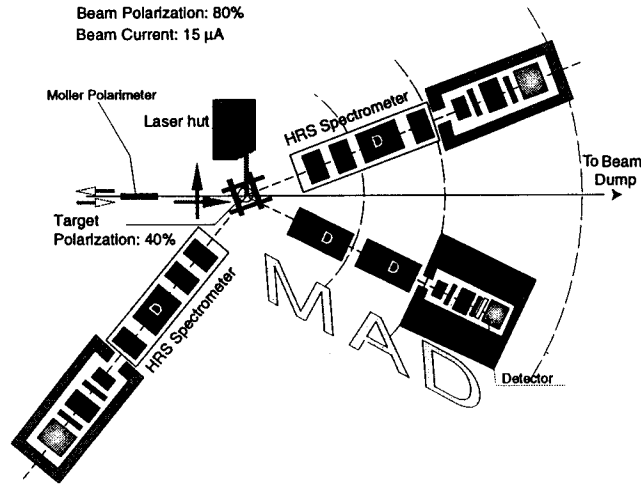 Beam Polarization: 80%
Beam Current: 15 µA
Moller Polarimeter
Laser hut
HRS Spectrometer
D
To Beam
Dump
Target
Polarization: 40%
D
D
HRS Spectrometer
D
MAD
Detector